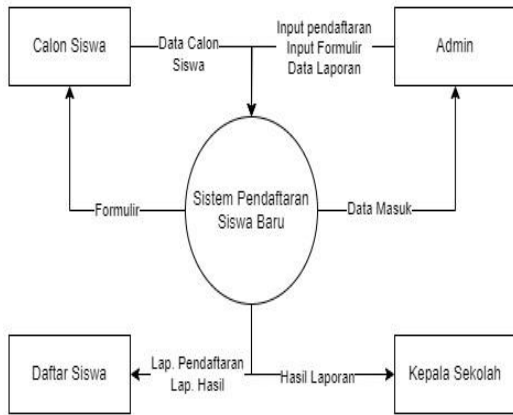 Calon Siswa
Data Calon
Siswa
Input pendaftaran
Input Formulir
Data Laporan
Admin
Formulir
Sistem Pendaftaran
Siswa Baru
Data Masuk
Daftar Siswa
Lap. Pendaftaran
Lap. Hasil
Hasil Laporan
Kepala Sekolah